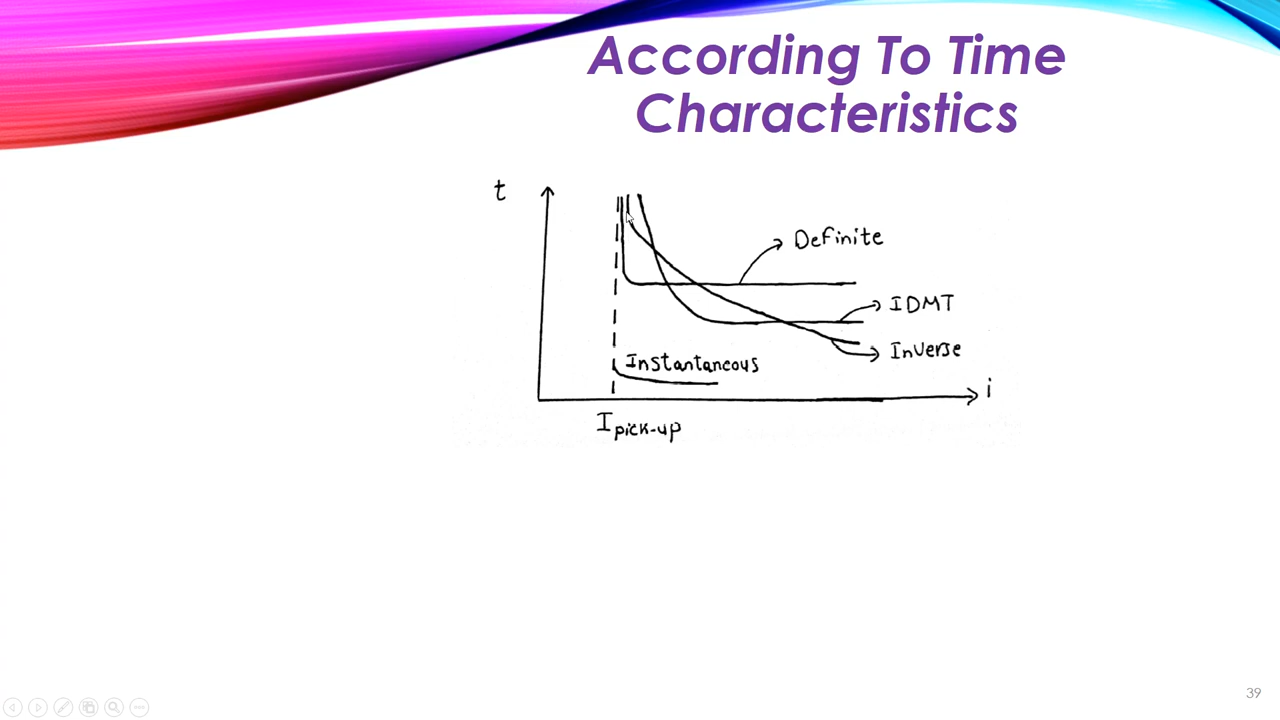 According To Time
Characteristics
t
Definite
IDMT
Inverse
Instantaneous
i
Ipick-up
39